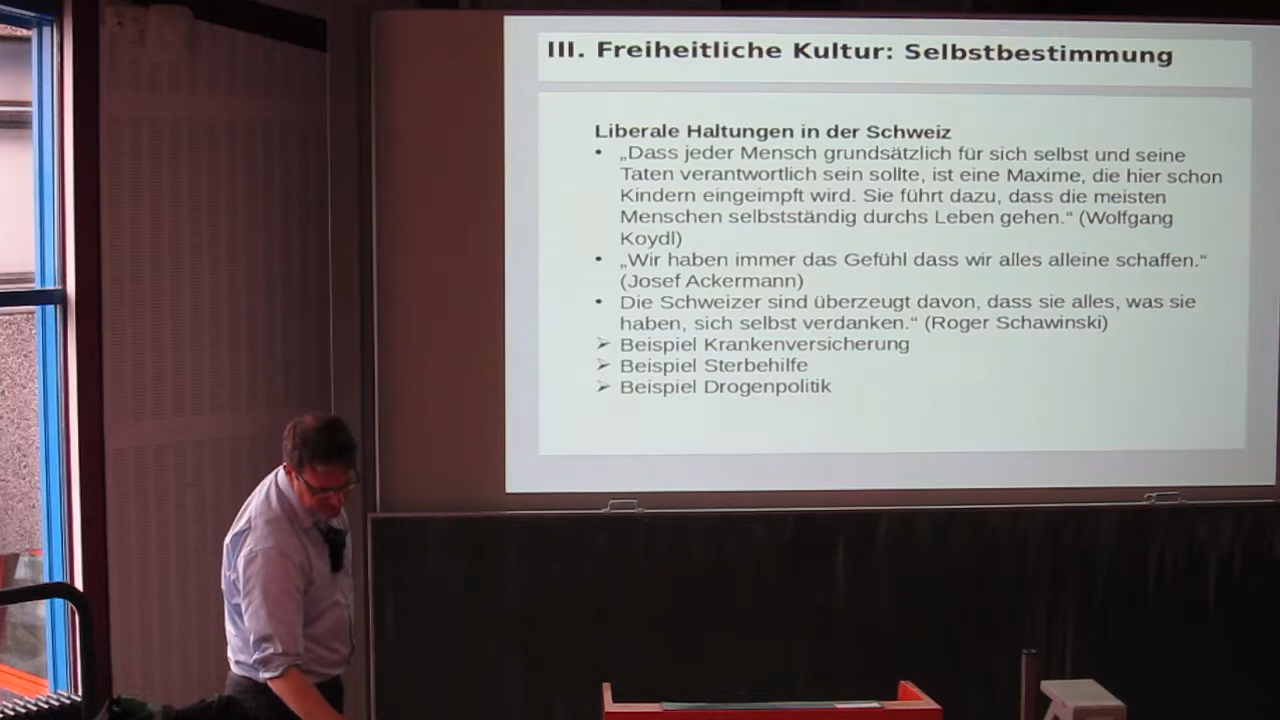 III. Freiheitliche Kultur: Selbstbestimmung
Liberale Haltungen in der Schweiz
• „Dass jeder Mensch grundsätzlich für sich selbst und seine
Taten verantwortlich sein sollte, ist eine Maxime, die hier schon
Kindern eingeimpft wird. Sie führt dazu, dass die meisten
Menschen selbstständig durchs Leben gehen.“ (Wolfgang
Koydl)
• „Wir haben immer das Gefühl dass wir alles alleine schaffen.“
(Josef Ackermann)
• Die Schweizer sind überzeugt davon, dass sie alles, was sie
haben, sich selbst verdanken.“ (Roger Schawinski)
➢ Beispiel Krankenversicherung
➢ Beispiel Sterbehilfe
➢ Beispiel Drogenpolitik